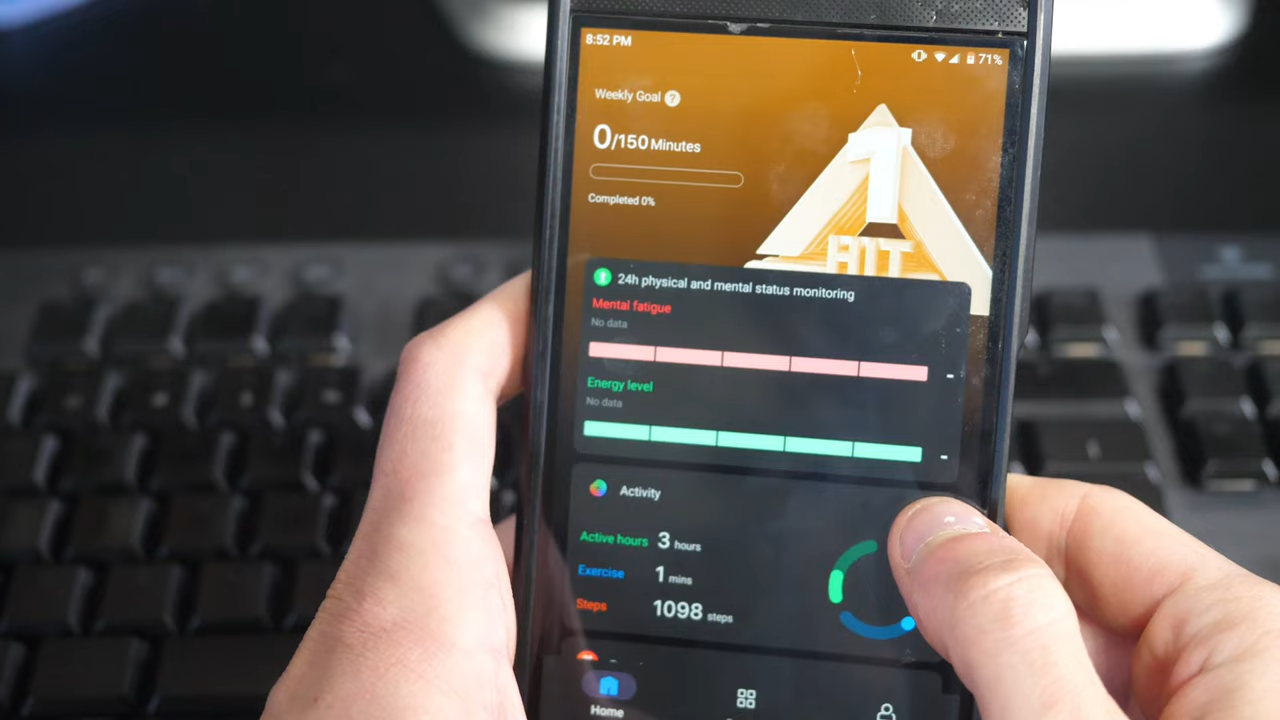 8:52 PM
71%
Weekly Goal ?
0/150 Minutes
Completed 0%
1
24h physical and mental status monitoring
Mental fatigue
No data
-
Energy level
No data
-
Activity
Active hours 3 hours
Exercise 1 mins
Steps 1098 steps
Home